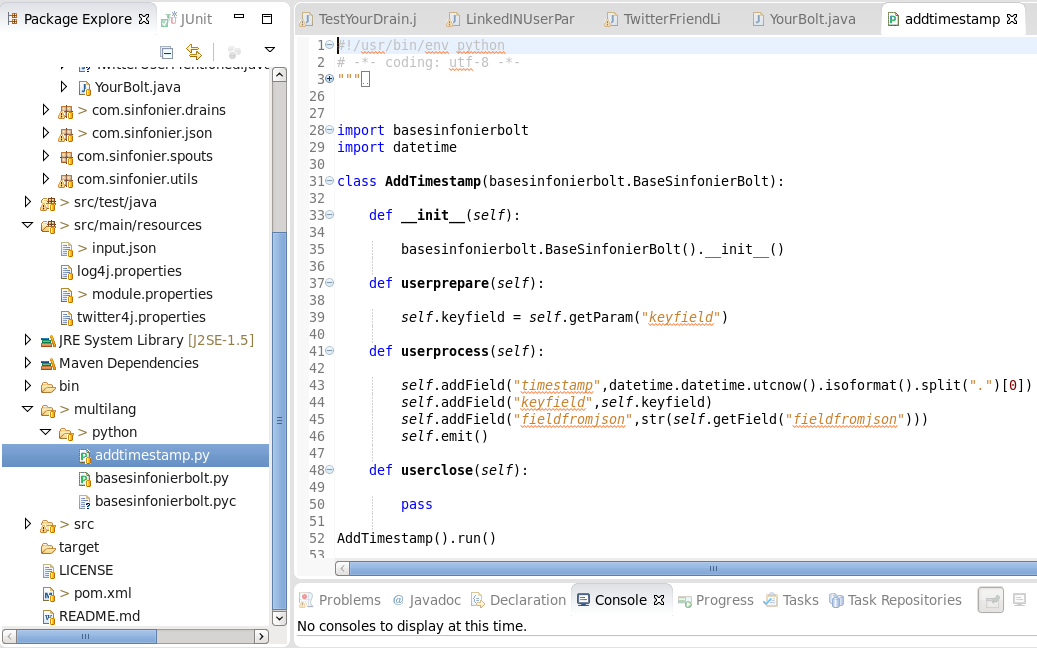 Package Explore
JUnit
TwitterUserMentioned.java
YourBolt.java
> com.sinfonier.drains
> com.sinfonier.json
com.sinfonier.spouts
com.sinfonier.utils
> src/test/java
> src/main/resources
> input.json
log4j.properties
> module.properties
twitter4j.properties
JRE System Library [J2SE-1.5]
Maven Dependencies
bin
> multilang
> python
addtimestamp.py
basesinfonierbolt.py
basesinfonierbolt.pyc
> src
target
LICENSE
> pom.xml
README.md
TestYourDrain.j
LinkedINUserPar
TwitterFriendLi
YourBolt.java
addtimestamp
1 #!/usr/bin/env python
2 # -*- coding: utf-8 -*-
3 """
26
27
28 import basesinfonierbolt
29 import datetime
30
31 class AddTimestamp(basesinfonierbolt.BaseSinfonierBolt):
32
33 def __init__(self):
34
35 basesinfonierbolt.BaseSinfonierBolt().__init__()
36
37 def userprepare(self):
38
39 self.keyfield = self.getParam("keyfield")
40
41 def userprocess(self):
42
43 self.addField("timestamp",datetime.datetime.utcnow().isoformat().split(".")[0])
44 self.addField("keyfield",self.keyfield)
45 self.addField("fieldfromjson",str(self.getField("fieldfromjson")))
46 self.emit()
47
48 def userclose(self):
49
50 pass
51
52 AddTimestamp().run()
53
Problems
@ Javadoc
Declaration
Console
Progress
Tasks
Task Repositories
No consoles to display at this time.